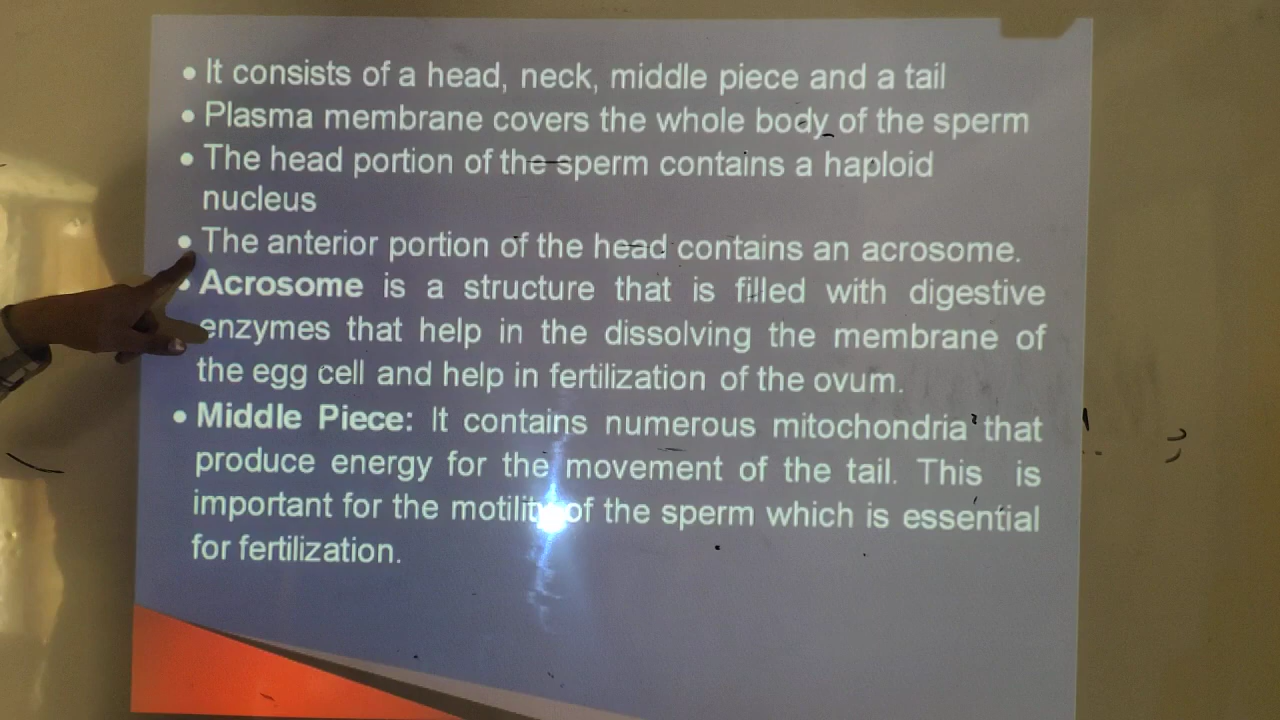 • It consists of a head, neck, middle piece and a tail
• Plasma membrane covers the whole body of the sperm
• The head portion of the sperm contains a haploid
nucleus
• The anterior portion of the head contains an acrosome.
• Acrosome is a structure that is filled with digestive
enzymes that help in the dissolving the membrane of
the egg cell and help in fertilization of the ovum.
• Middle Piece: It contains numerous mitochondria that
produce energy for the movement of the tail. This is
important for the motility of the sperm which is essential
for fertilization.